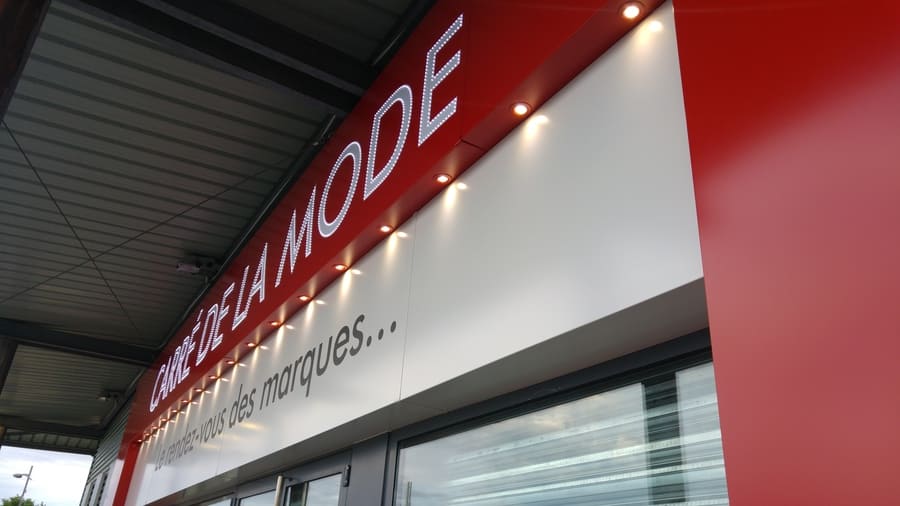 CARRÉ DE LA MODE
Le rendez-vous des marques...